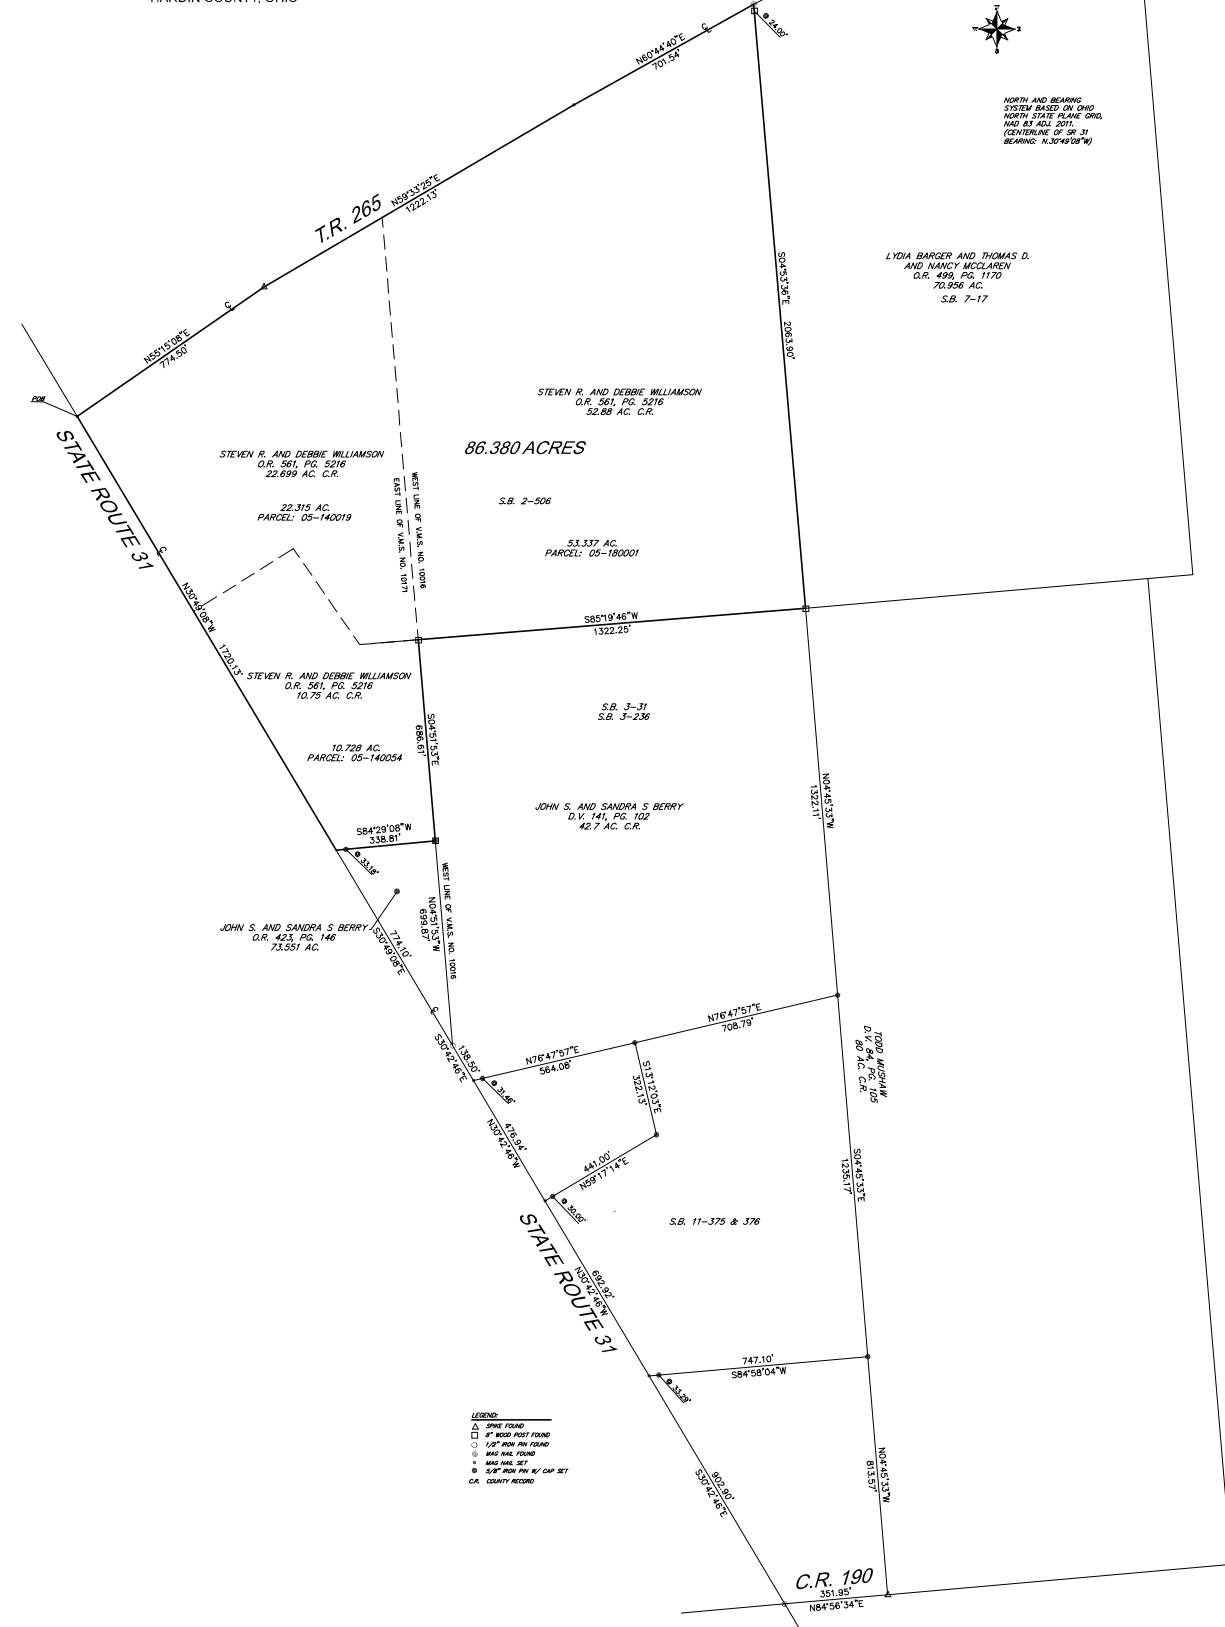 HARDIN COUNTY, OHIO
24.00'
N60°44'40"E
701.54'
NORTH AND BEARING
SYSTEM BASED ON OHIO
NORTH STATE PLANE GRID,
NAD 83 ADJ. 2011.
(CENTERLINE OF SR 31
BEARING: N.30°49'08"W)
T.R. 265
N59°33'25"E
1222.13'
LYDIA BARGER AND THOMAS D.
AND NANCY MCCLAREN
O.R. 499, PG. 1170
70.956 AC.
S.B. 7-17
S04°53'36"E 2063.90'
N55°15'08"E
774.50'
POB
STEVEN R. AND DEBBIE WILLIAMSON
O.R. 561, PG. 5216
52.88 AC. C.R.
86.380 ACRES
STATE ROUTE 31
STEVEN R. AND DEBBIE WILLIAMSON
O.R. 561, PG. 5216
22.699 AC. C.R.
22.315 AC.
PARCEL: 05-140019
WEST LINE OF V.M.S. NO. 10016
EAST LINE OF V.M.S. NO. 10171
S.B. 2-506
53.337 AC.
PARCEL: 05-180001
N30°49'08"W 1720.13'
S85°19'46"W
1322.25'
STEVEN R. AND DEBBIE WILLIAMSON
O.R. 561, PG. 5216
10.75 AC. C.R.
S.B. 3-31
S.B. 3-236
S04°51'53"E
686.61'
10.728 AC.
PARCEL: 05-140054
N04°45'33"W
1322.11'
JOHN S. AND SANDRA S BERRY
D.V. 141, PG. 102
42.7 AC. C.R.
S84°29'08"W
338.81'
33.18'
WEST LINE OF V.M.S. NO. 10016
N04°51'53"W
699.87'
JOHN S. AND SANDRA S BERRY
O.R. 423, PG. 146
73.551 AC.
774.10'
S30°49'08"E
N76°47'57"E
708.79'
138.50'
S30°42'46"E
N76°47'57"E
564.08'
31.46'
S13°12'03"E
322.13'
TODD MUSHAW
D.V. 84, PG. 105
80 AC. C.R.
476.94'
N30°42'46"W
441.00'
N59°17'14"E
30.00'
S04°45'33"E
1235.17'
S.B. 11-375 & 376
STATE ROUTE 31
692.92'
N30°42'46"W
747.10'
S84°58'04"W
33.29'
LEGEND:
SPIKE FOUND
8" WOOD POST FOUND
1/2" IRON PIN FOUND
MAG NAIL FOUND
MAG NAIL SET
5/8" IRON PIN W/ CAP SET
C.R. COUNTY RECORD
902.90'
S30°42'46"E
N04°45'33"W
813.57'
C.R. 190
351.95'
N84°56'34"E